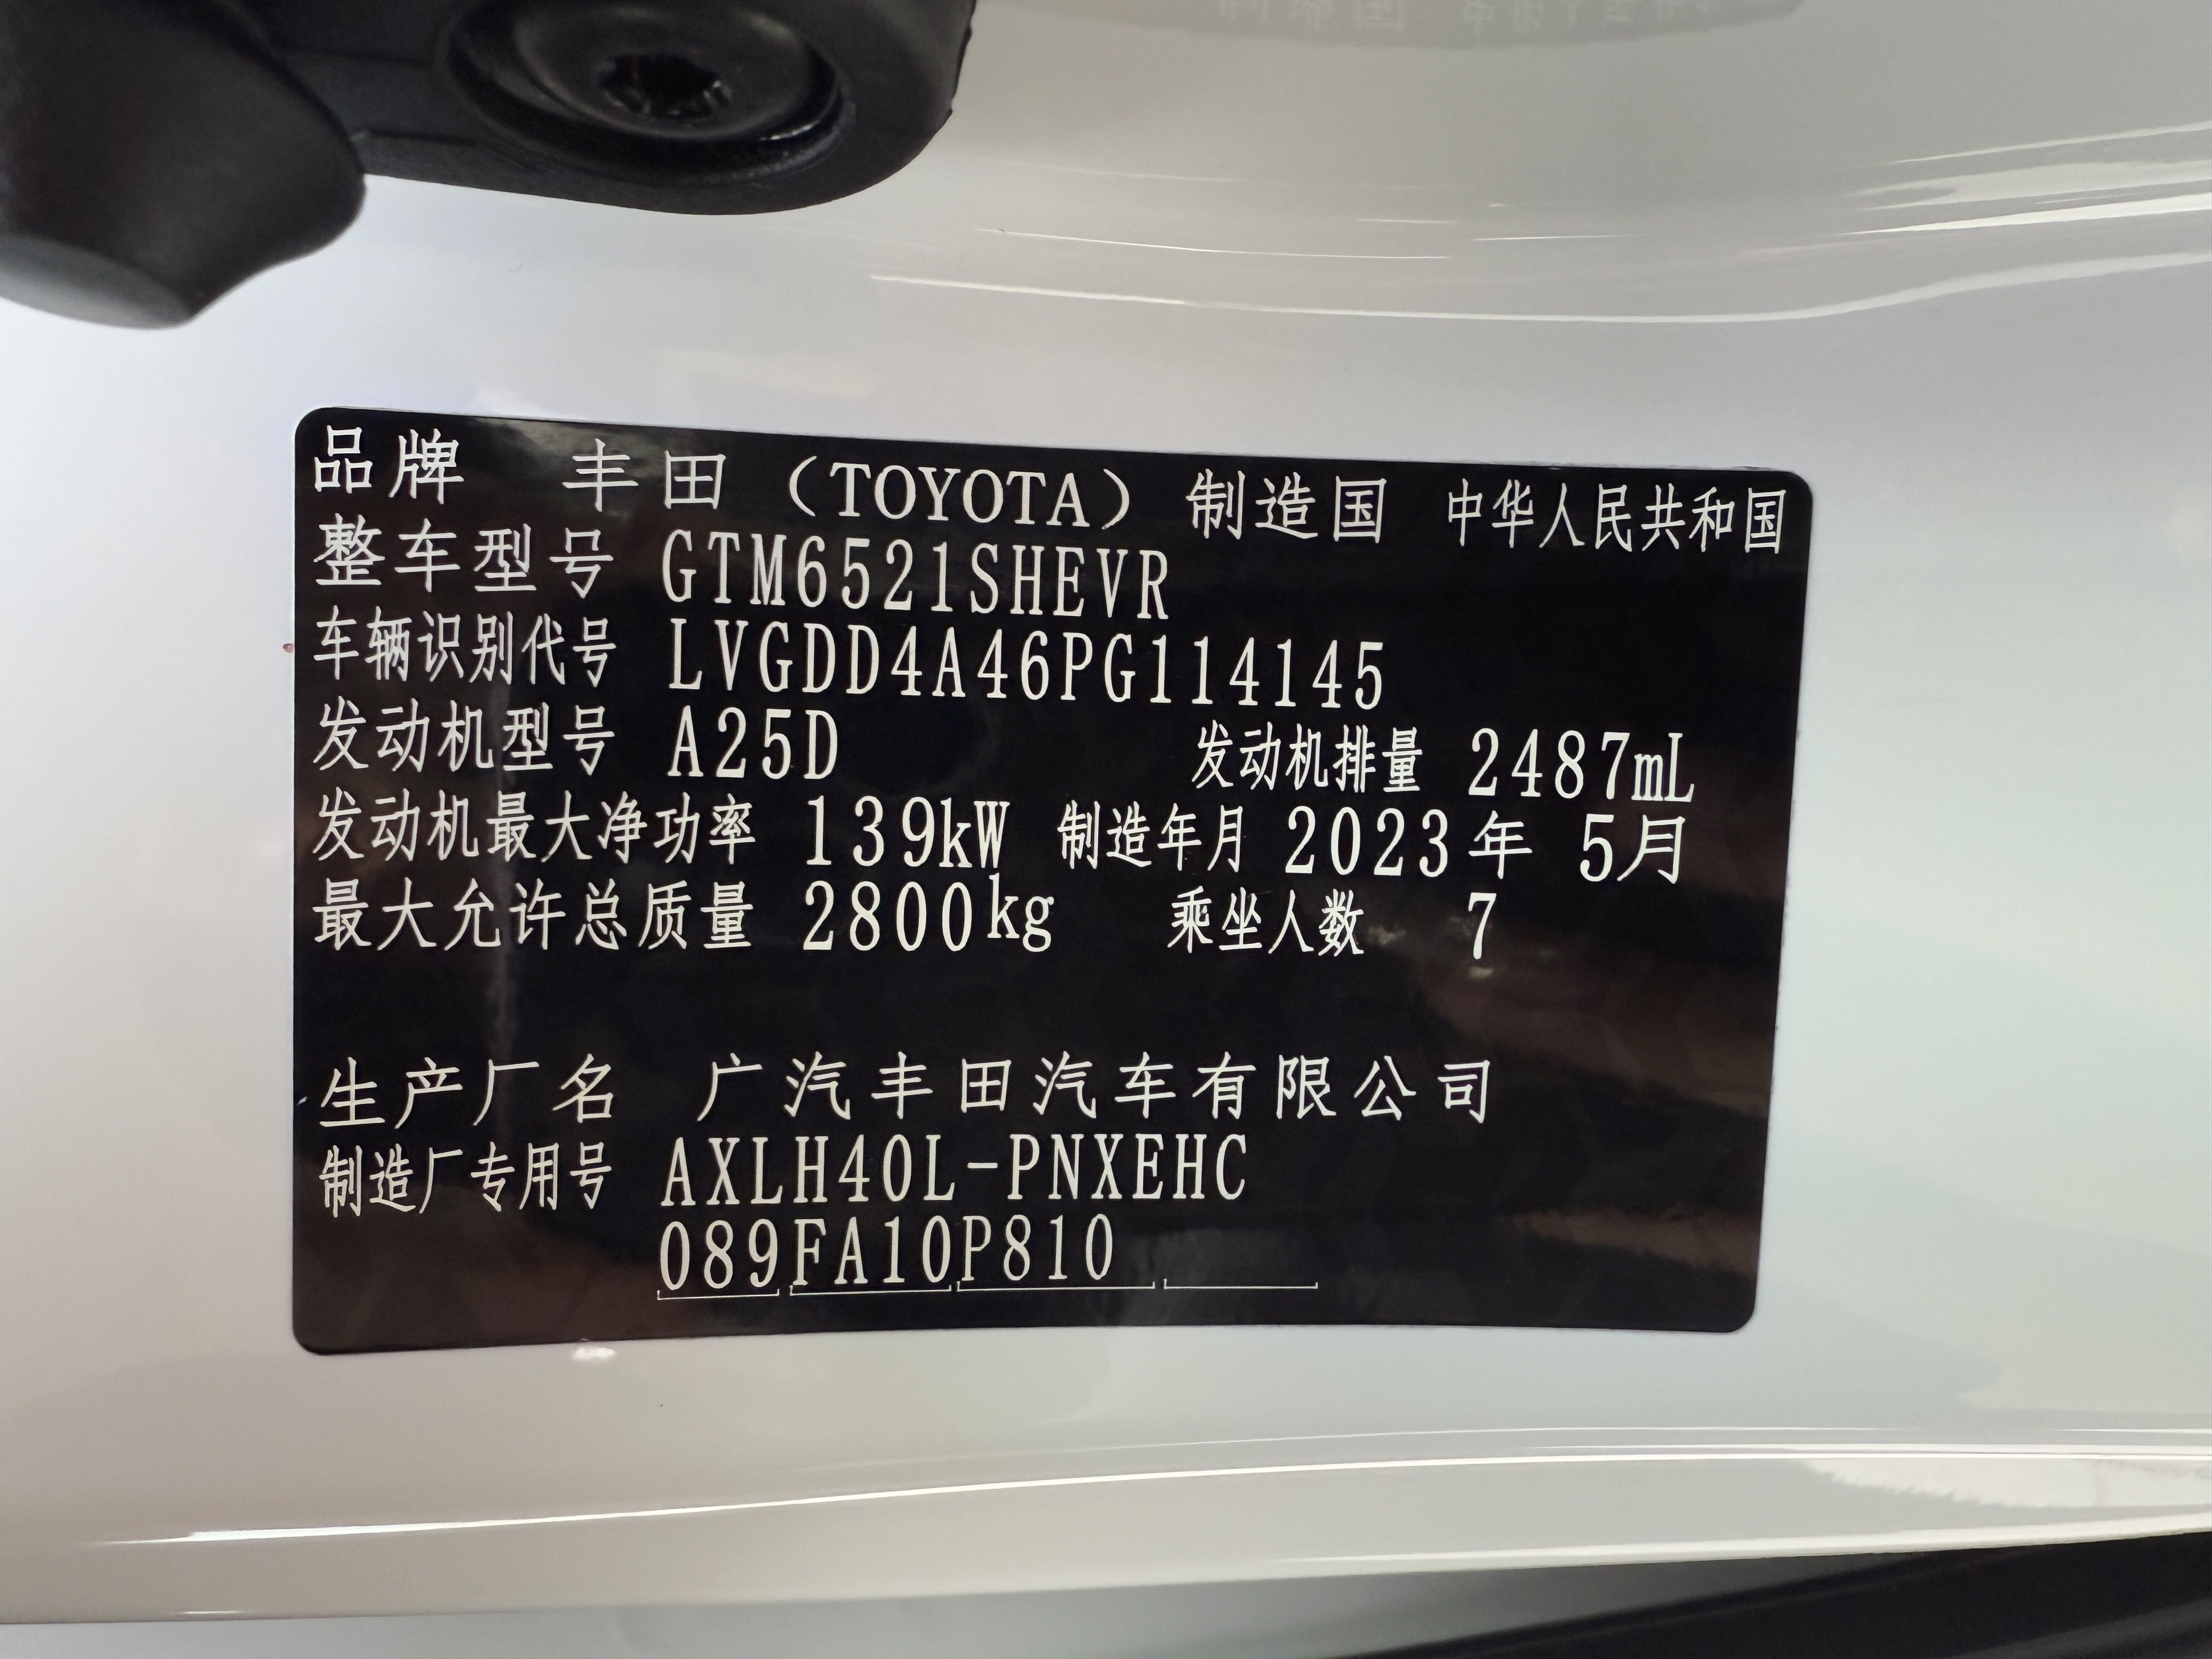 品牌 丰田（TOYOTA） 制造国 中华人民共和国
整车型号 GTM6521SHEVR
车辆识别代号 LVGDD4A46PG114145
发动机型号 A25D 发动机排量 2487mL
发动机最大净功率 139kW 制造年月 2023年 5月
最大允许总质量 2800kg 乘坐人数 7
生产厂名 广汽丰田汽车有限公司
制造厂专用号 AXLH40L-PNXEHC
089FA10P810